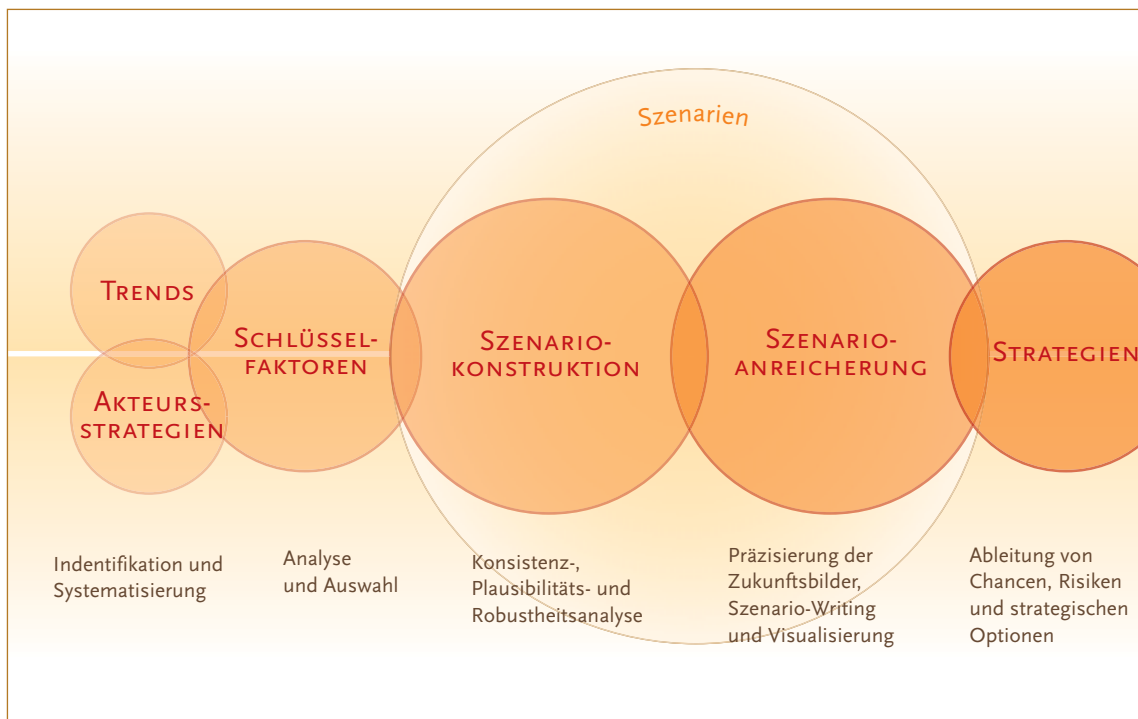 Szenarien
TRENDS
AKTEURS-
STRATEGIEN
SCHLÜSSEL-
FAKTOREN
SZENARIO-
KONSTRUKTION
SZENARIO-
ANREICHERUNG
STRATEGIEN
Indentifikation und
Systematisierung
Analyse
und Auswahl
Konsistenz-,
Plausibilitäts- und
Robustheitsanalyse
Präzisierung der
Zukunftsbilder,
Szenario-Writing
und Visualisierung
Ableitung von
Chancen, Risiken
und strategischen
Optionen